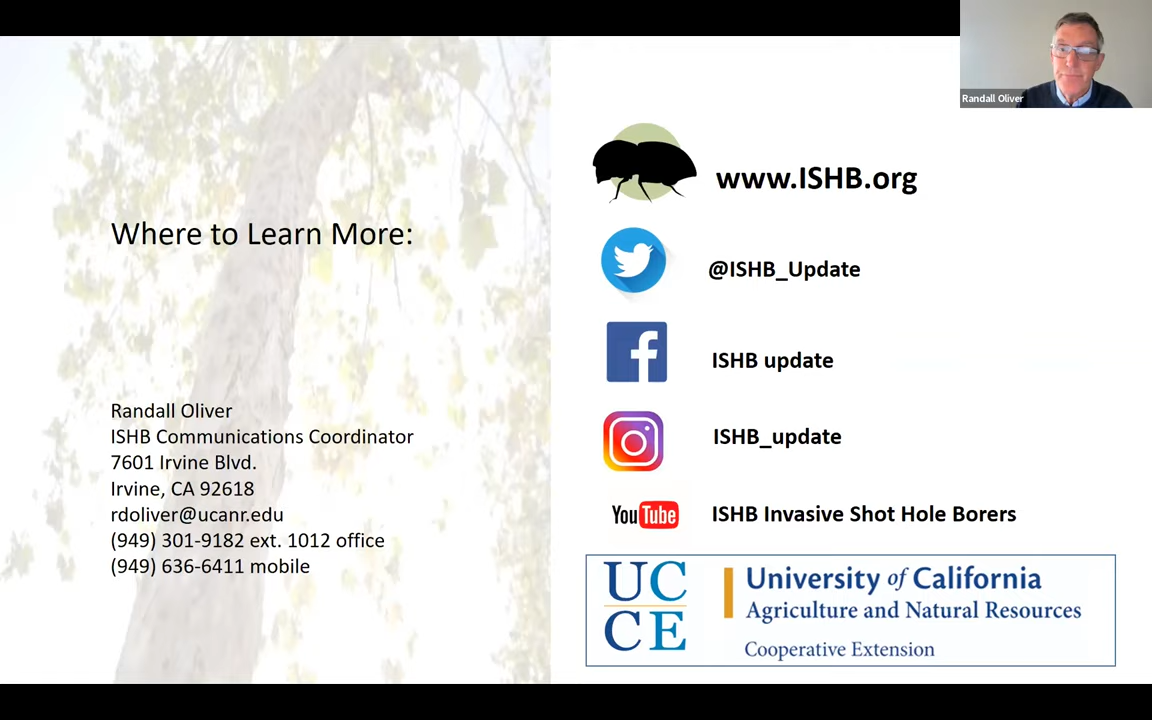 Randall Oliver
Where to Learn More:
Randall Oliver
ISHB Communications Coordinator
7601 Irvine Blvd.
Irvine, CA 92618
rdoliver@ucanr.edu
(949) 301-9182 ext. 1012 office
(949) 636-6411 mobile
www.ISHB.org
@ISHB_Update
ISHB update
ISHB_update
YouTube
ISHB Invasive Shot Hole Borers
UC
CE
University of California
Agriculture and Natural Resources
Cooperative Extension